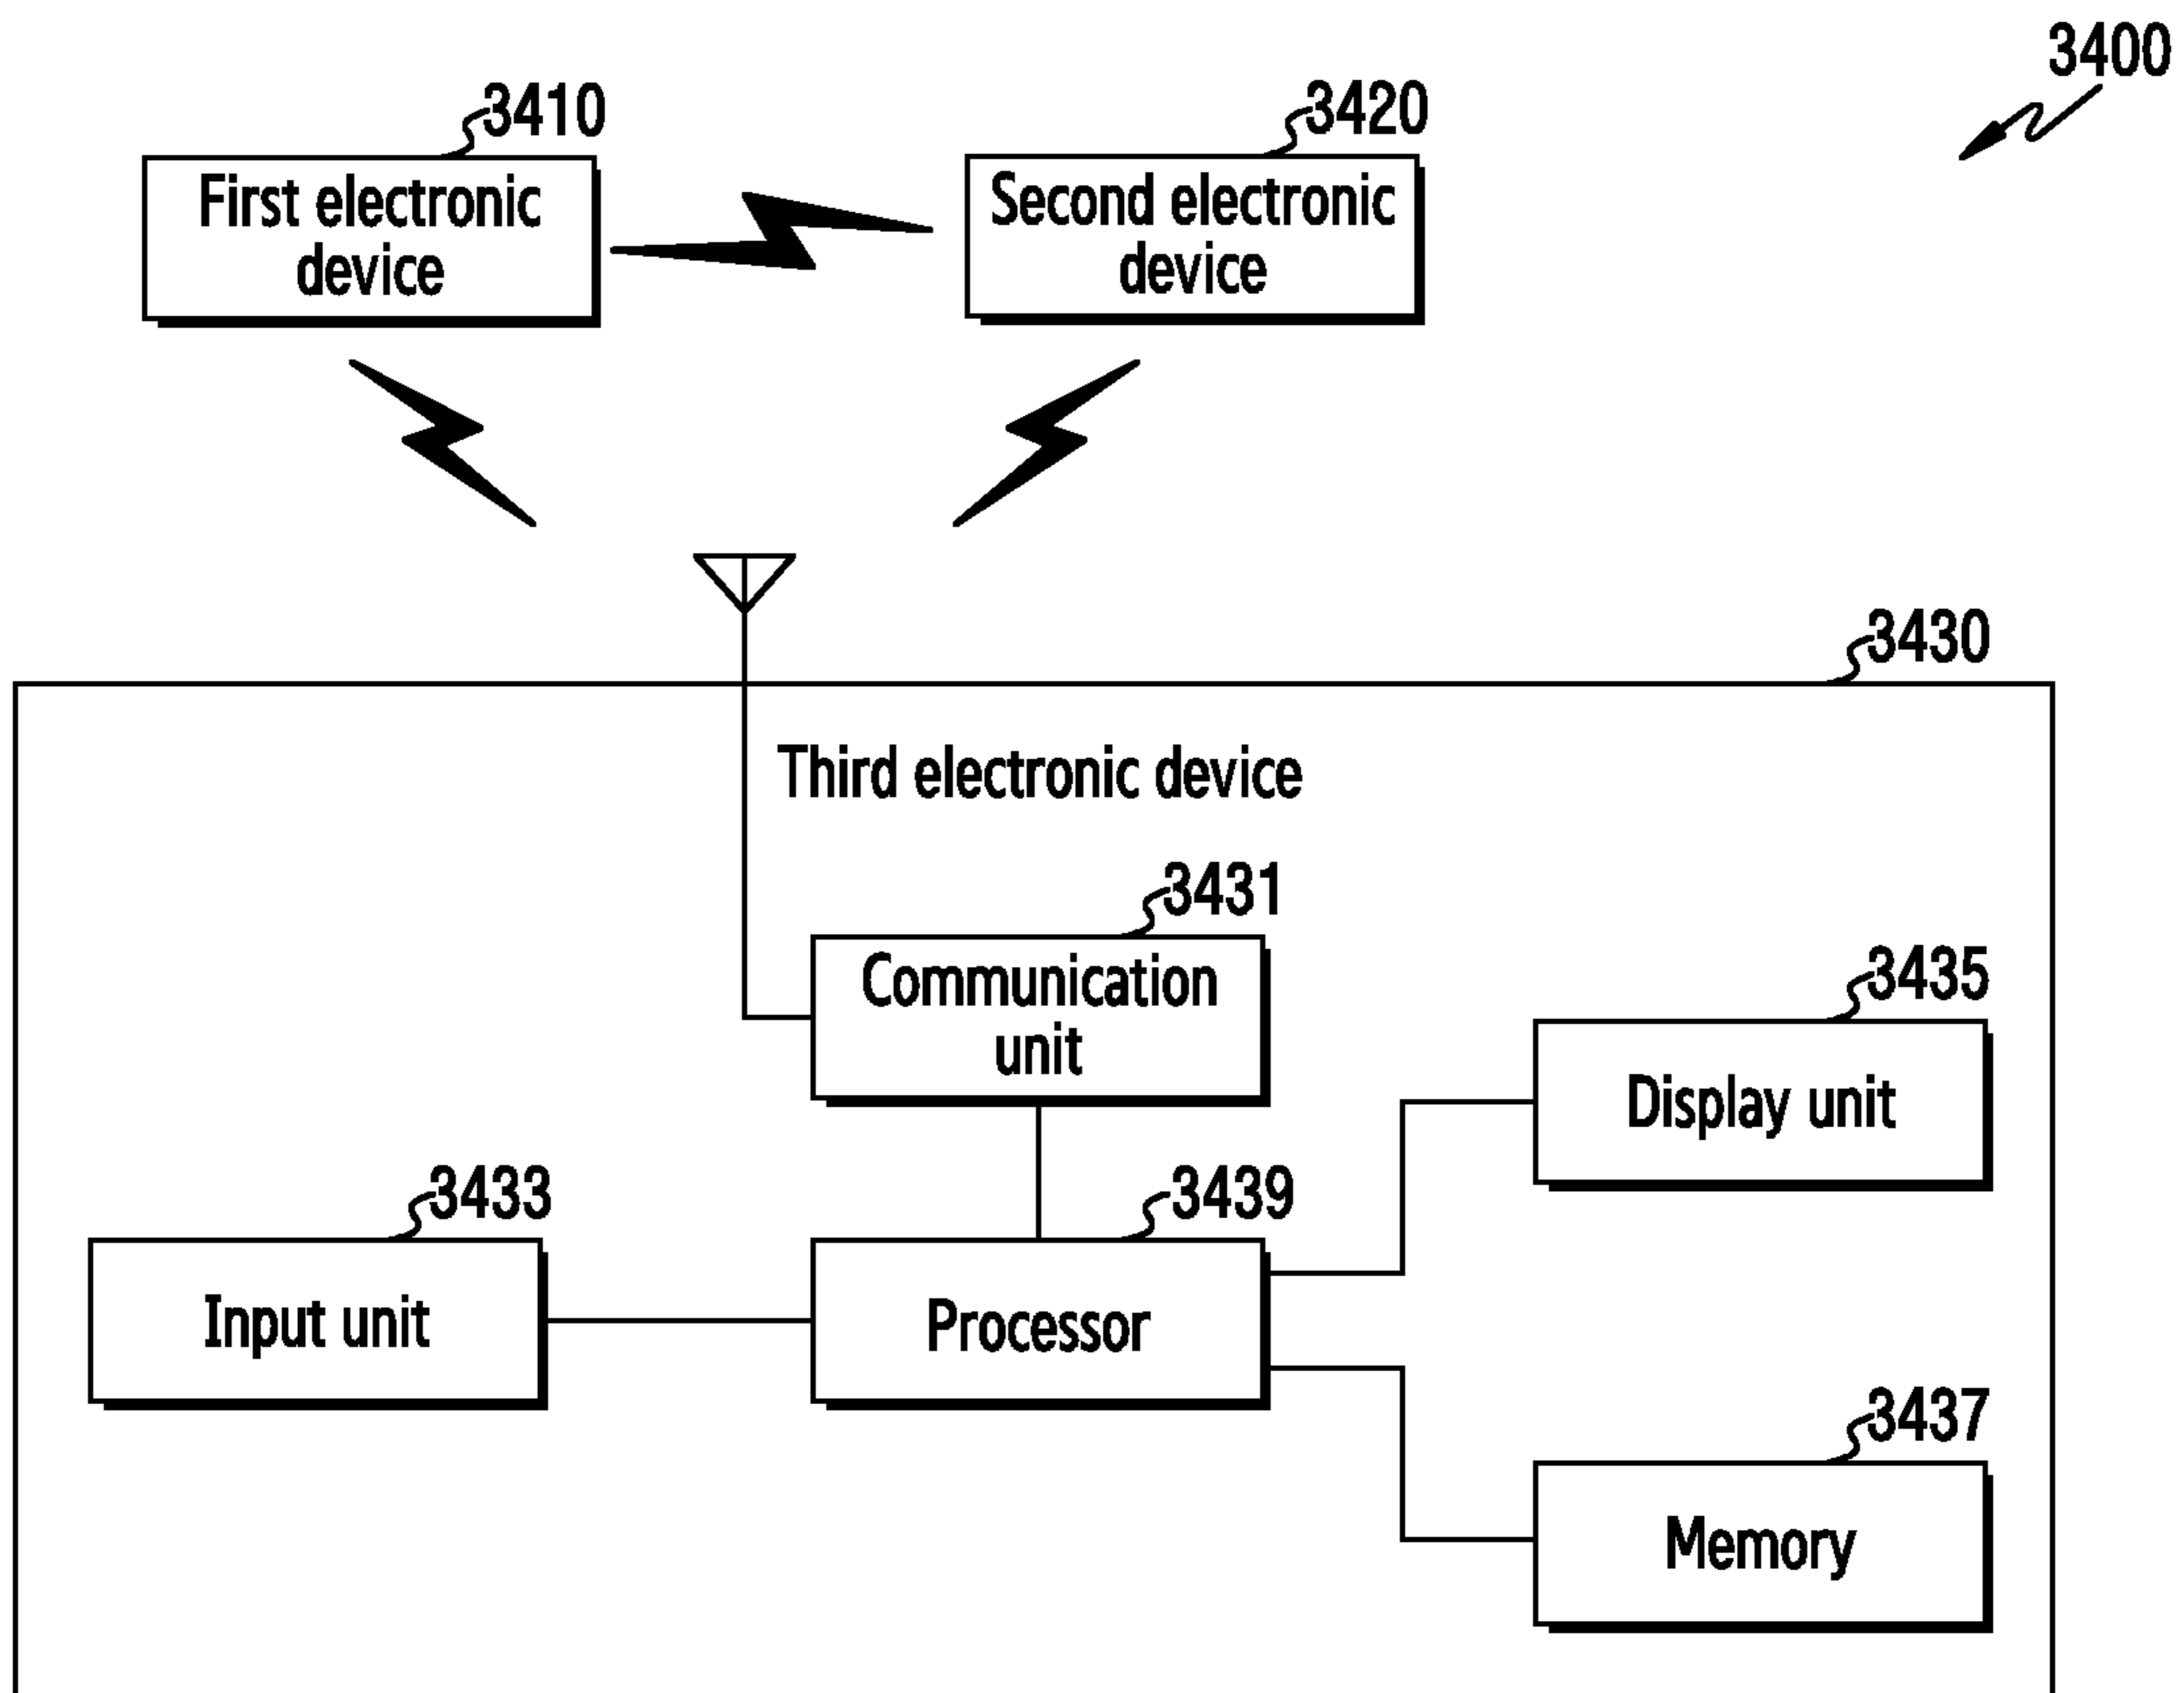 3400
3410
3420
First electronic
device
Second electronic
device
3430
Third electronic device
3431
Communication
unit
3435
Display unit
3433
3439
Input unit
Processor
3437
Memory